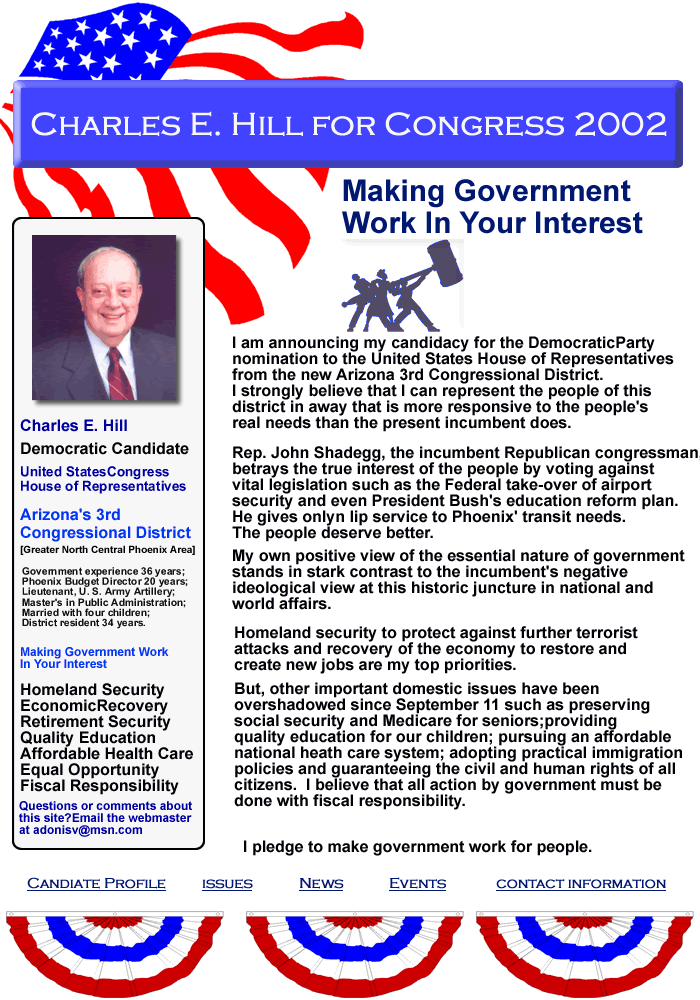 Charles E. Hill for Congress 2002
Making Government
Work In Your Interest
Charles E. Hill
Democratic Candidate
United StatesCongress
House of Representatives
Arizona's 3rd
Congressional District
[Greater North Central Phoenix Area]
Government experience 36 years;
Phoenix Budget Director 20 years;
Lieutenant, U. S. Army Artillery;
Master's in Public Administration;
Married with four children;
District resident 34 years.
Making Government Work
In Your Interest
Homeland Security
EconomicRecovery
Retirement Security
Quality Education
Affordable Health Care
Equal Opportunity
Fiscal Responsibility
Questions or comments about
this site?Email the webmaster
at adonisv@msn.com
I am announcing my candidacy for the DemocraticParty
nomination to the United States House of Representatives
from the new Arizona 3rd Congressional District.
I strongly believe that I can represent the people of this
district in away that is more responsive to the people's
real needs than the present incumbent does.
Rep. John Shadegg, the incumbent Republican congressman
betrays the true interest of the people by voting against
vital legislation such as the Federal take-over of airport
security and even President Bush's education reform plan.
He gives onlyn lip service to Phoenix' transit needs.
The people deserve better.
My own positive view of the essential nature of government
stands in stark contrast to the incumbent's negative
ideological view at this historic juncture in national and
world affairs.
Homeland security to protect against further terrorist
attacks and recovery of the economy to restore and
create new jobs are my top priorities.
But, other important domestic issues have been
overshadowed since September 11 such as preserving
social security and Medicare for seniors;providing
quality education for our children; pursuing an affordable
national heath care system; adopting practical immigration
policies and guaranteeing the civil and human rights of all
citizens.  I believe that all action by government must be
done with fiscal responsibility.
I pledge to make government work for people.
Candiate Profile issues News Events contact information